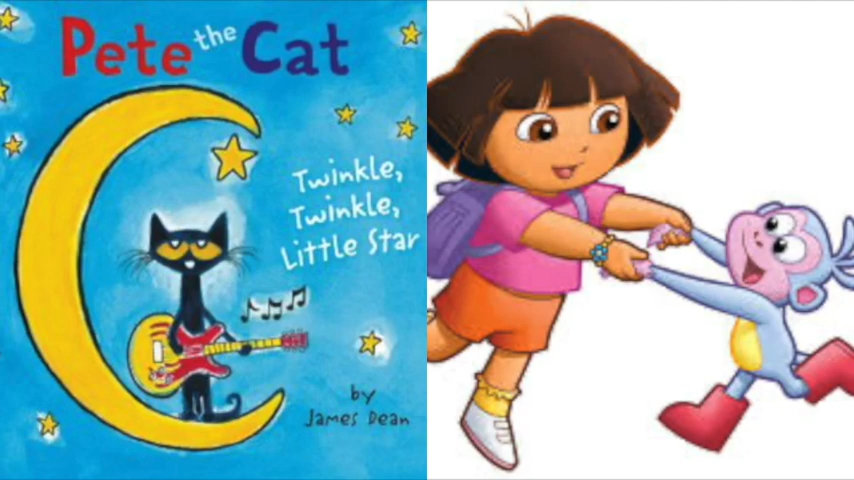 Pete the Cat
Twinkle,
Twinkle,
Little Star
by
James Dean